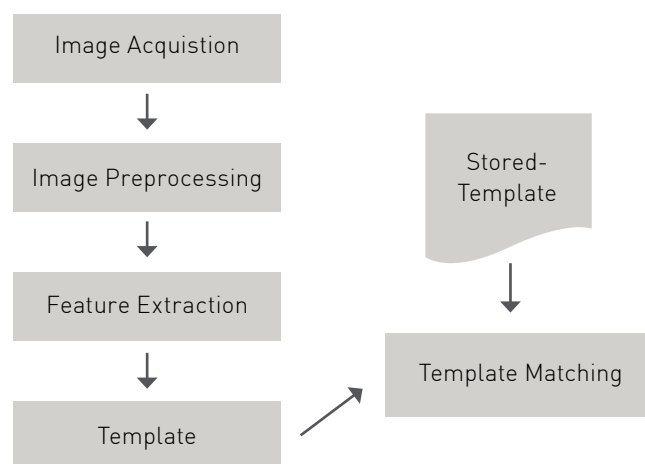 Image Acquistion
Image Preprocessing
Feature Extraction
Template
Stored-
Template
Template Matching